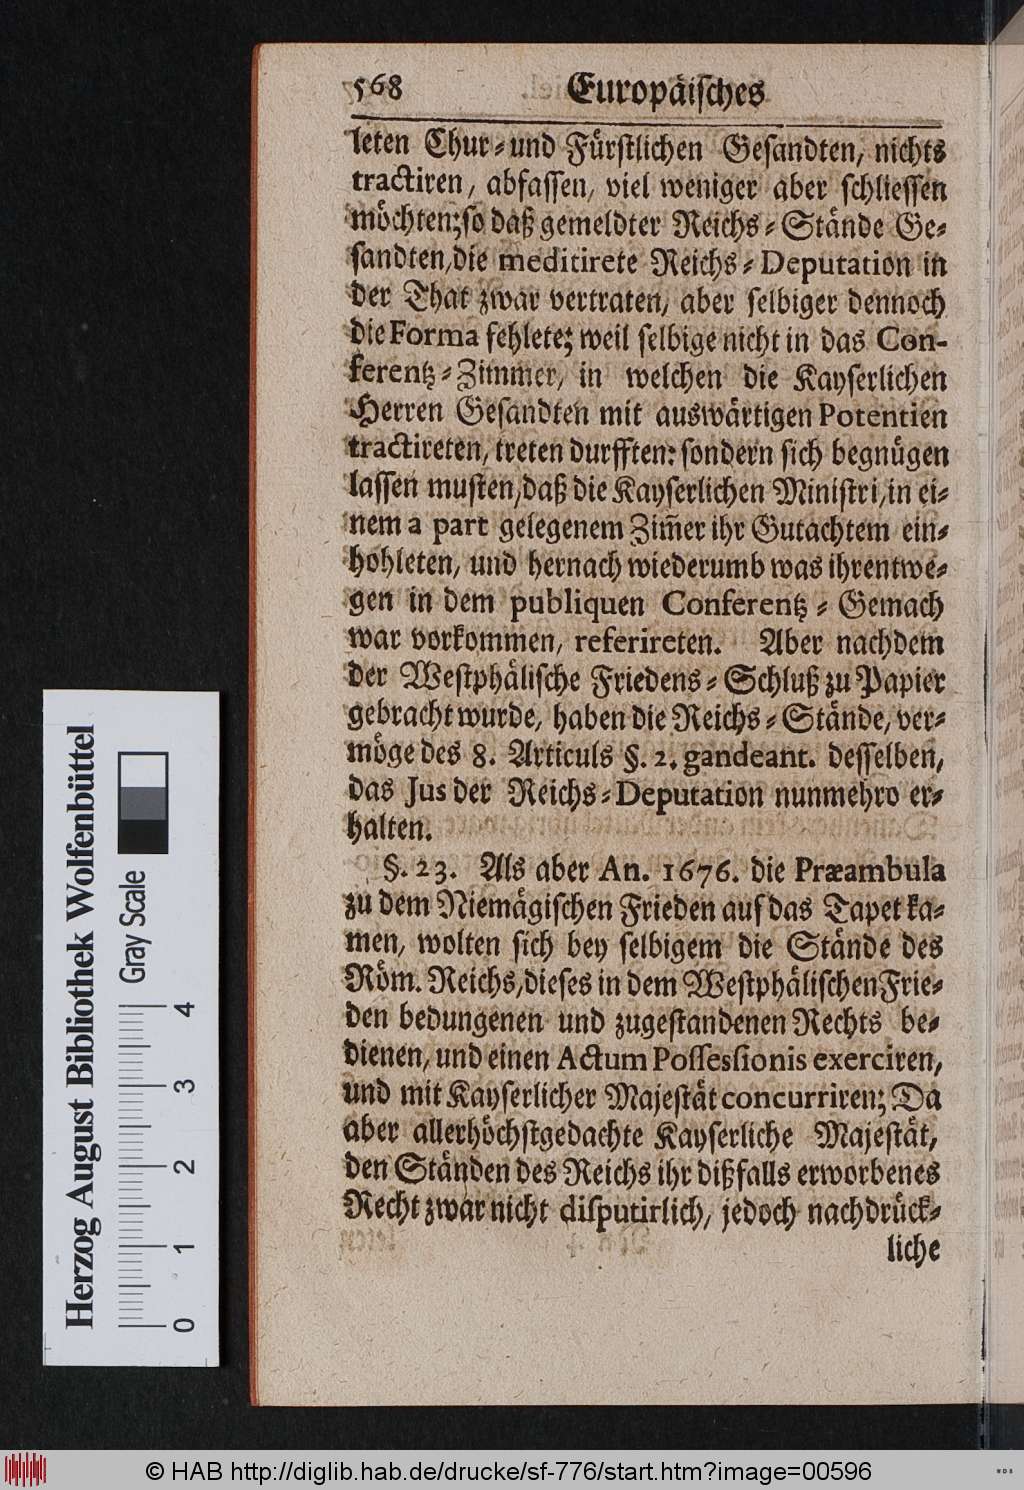 568 Europäisches
leten Chur-und Fürstlichen Gesandten, nichts
tractiren, abfassen, viel weniger aber schliessen
möchten; so daß gemeldter Reichs-Stände Ge-
sandten, die meditirete Reichs-Deputation in
der That zwar vertraten, aber selbiger dennoch
die Forma fehlete; weil selbige nicht in das Con-
ferentz-Zimmer, in welchen die Kayserlichen
Herren Gesandten mit auswärtigen Potentien
tractireten, treten durfften: sondern sich begnügen
lassen musten, daß die Kayserlichen Ministri, in ei-
nem a part gelegenem Zim̃er ihr Gutachtem ein-
hohleten, und hernach wiederumb was ihrentwe-
gen in dem publiquen Conferentz-Gemach
war vorkommen, referireten. Aber nachdem
der Westphälische Friedens-Schluß zu Papier
gebracht wurde, haben die Reichs-Stände, ver-
möge des 8. Articuls §. 2. gandeant. desselben,
das Jus der Reichs-Deputation nunmehro er-
halten.
§. 23. Als aber An. 1676. die Præambula
zu dem Niemägischen Frieden auf das Tapet ka-
men, wolten sich bey selbigem die Stände des
Röm. Reichs, dieses in dem Westphälischen Frie-
den bedungenen und zugestandenen Rechts be-
dienen, und einen Actum Possessionis exerciren,
und mit Kayserlicher Majestät concurriren; Da
aber allerhöchstgedachte Kayserliche Majestät,
den Ständen des Reichs ihr dißfalls erworbenes
Recht zwar nicht disputirlich, jedoch nachdrück-
liche
Herzog August Bibliothek Wolfenbüttel
Gray Scale
0 1 2 3 4
© HAB http://diglib.hab.de/drucke/sf-776/start.htm?image=00596